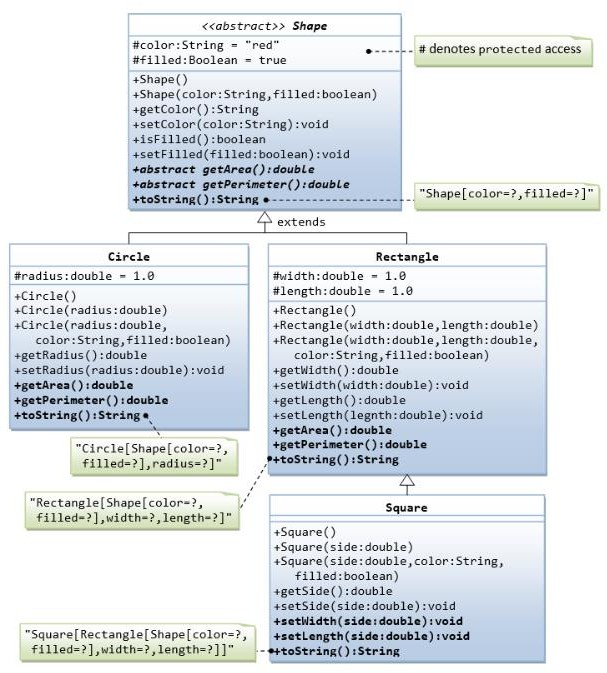 <<abstract>> Shape
#color:String = "red"
#filled:Boolean = true
# denotes protected access
+Shape()
+Shape(color:String,filled:boolean)
+getColor():String
+setColor(color:String):void
+isFilled():boolean
+setFilled(filled:boolean):void
+abstract getArea():double
+abstract getPerimeter():double
+toString():String
"Shape[color=?,filled=?]"
extends
Circle
#radius:double = 1.0
+Circle()
+Circle(radius:double)
+Circle(radius:double,
color:String,filled:boolean)
+getRadius():double
+setRadius(radius:double):void
+getArea():double
+getPerimeter():double
+toString():String
"Circle[Shape[color=?,
filled=?],radius=?]"
Rectangle
#width:double = 1.0
#length:double = 1.0
+Rectangle()
+Rectangle(width:double,length:double)
+Rectangle(width:double,length:double,
color:String,filled:boolean)
+getWidth():double
+setWidth(width:double):void
+getLength():double
+setLength(legnth:double):void
+getArea():double
+getPerimeter():double
+toString():String
"Rectangle[Shape[color=?,
filled=?],width=?,length=?]"
Square
+Square()
+Square(side:double)
+Square(side:double,color:String,
filled:boolean)
+getSide():double
+setSide(side:double):void
+setWidth(side:double):void
+setLength(side:double):void
+toString():String
"Square[Rectangle[Shape[color=?,
filled=?],width=?,length=?]]"